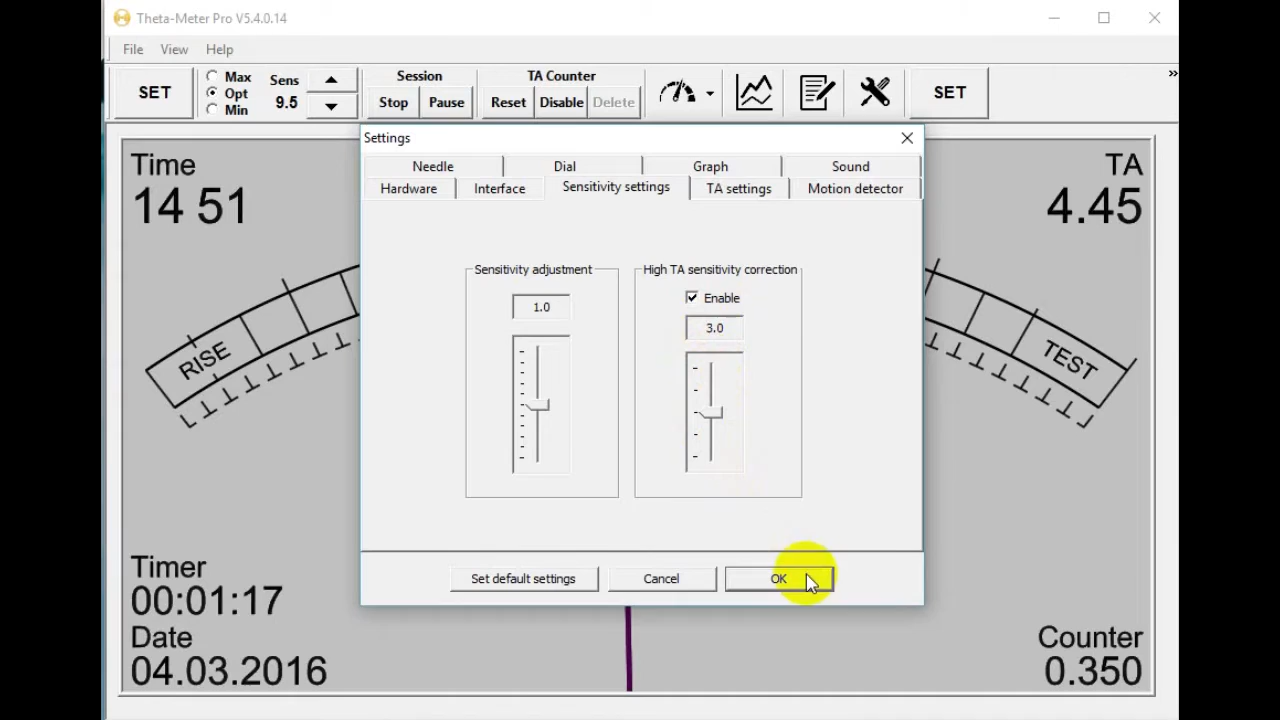 Theta-Meter Pro V5.4.0.14
File View Help
SET
Max
Opt
Min
Sens
9.5
Session
Stop Pause
TA Counter
Reset Disable Delete
SET
»
Settings
Needle Dial Graph Sound
Hardware Interface Sensitivity settings TA settings Motion detector
Sensitivity adjustment
1.0
High TA sensitivity correction
Enable
3.0
Set default settings Cancel OK
Time
14 51
TA
4.45
RISE
TEST
Timer
00:01:17
Date
04.03.2016
Counter
0.350